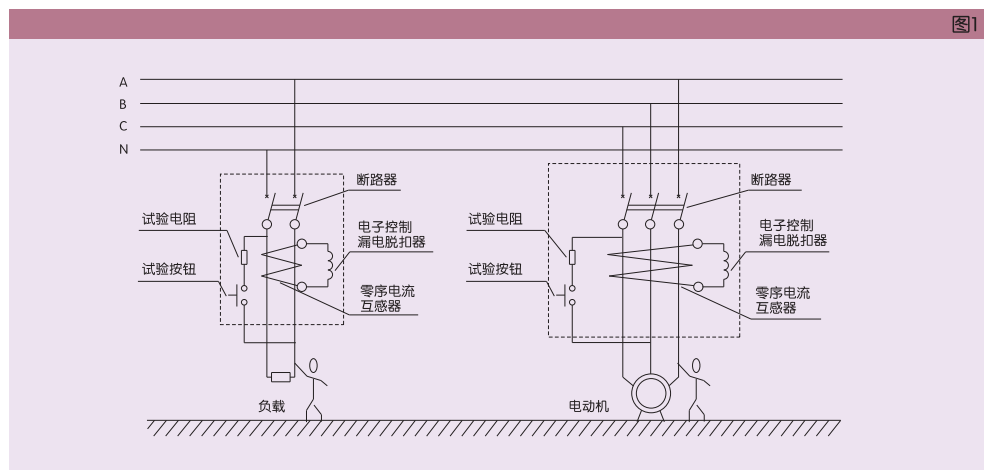 图1
A
B
C
N
断路器
试验电阻
电子控制
漏电脱扣器
试验按钮
零序电流
互感器
负载
断路器
试验电阻
电子控制
漏电脱扣器
试验按钮
零序电流
互感器
电动机